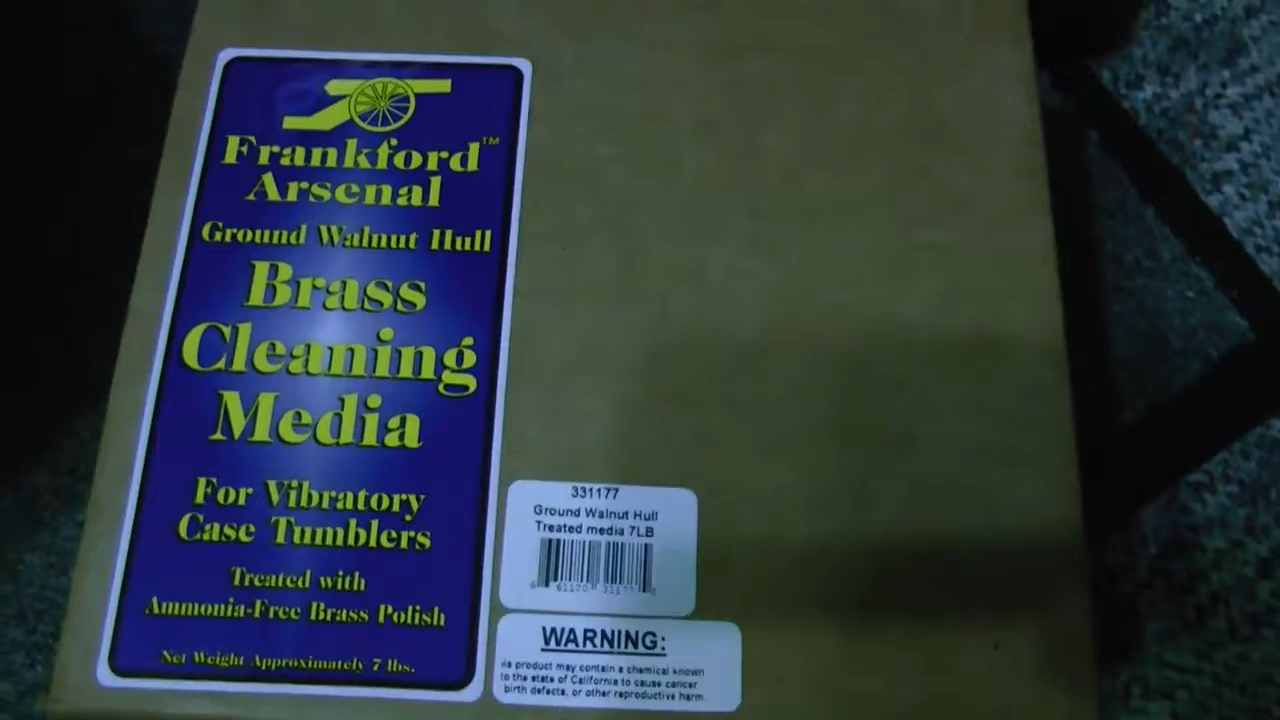 Frankford™
Arsenal
Ground Walnut Hull
Brass
Cleaning
Media
For Vibratory
Case Tumblers
Treated with
Ammonia-Free Brass Polish
Net Weight Approximately 7 lbs.
331177
Ground Walnut Hull
Treated media 7LB
WARNING:
product may contain a chemical known
to the state of California to cause cancer
birth defects, or other reproductive harm.